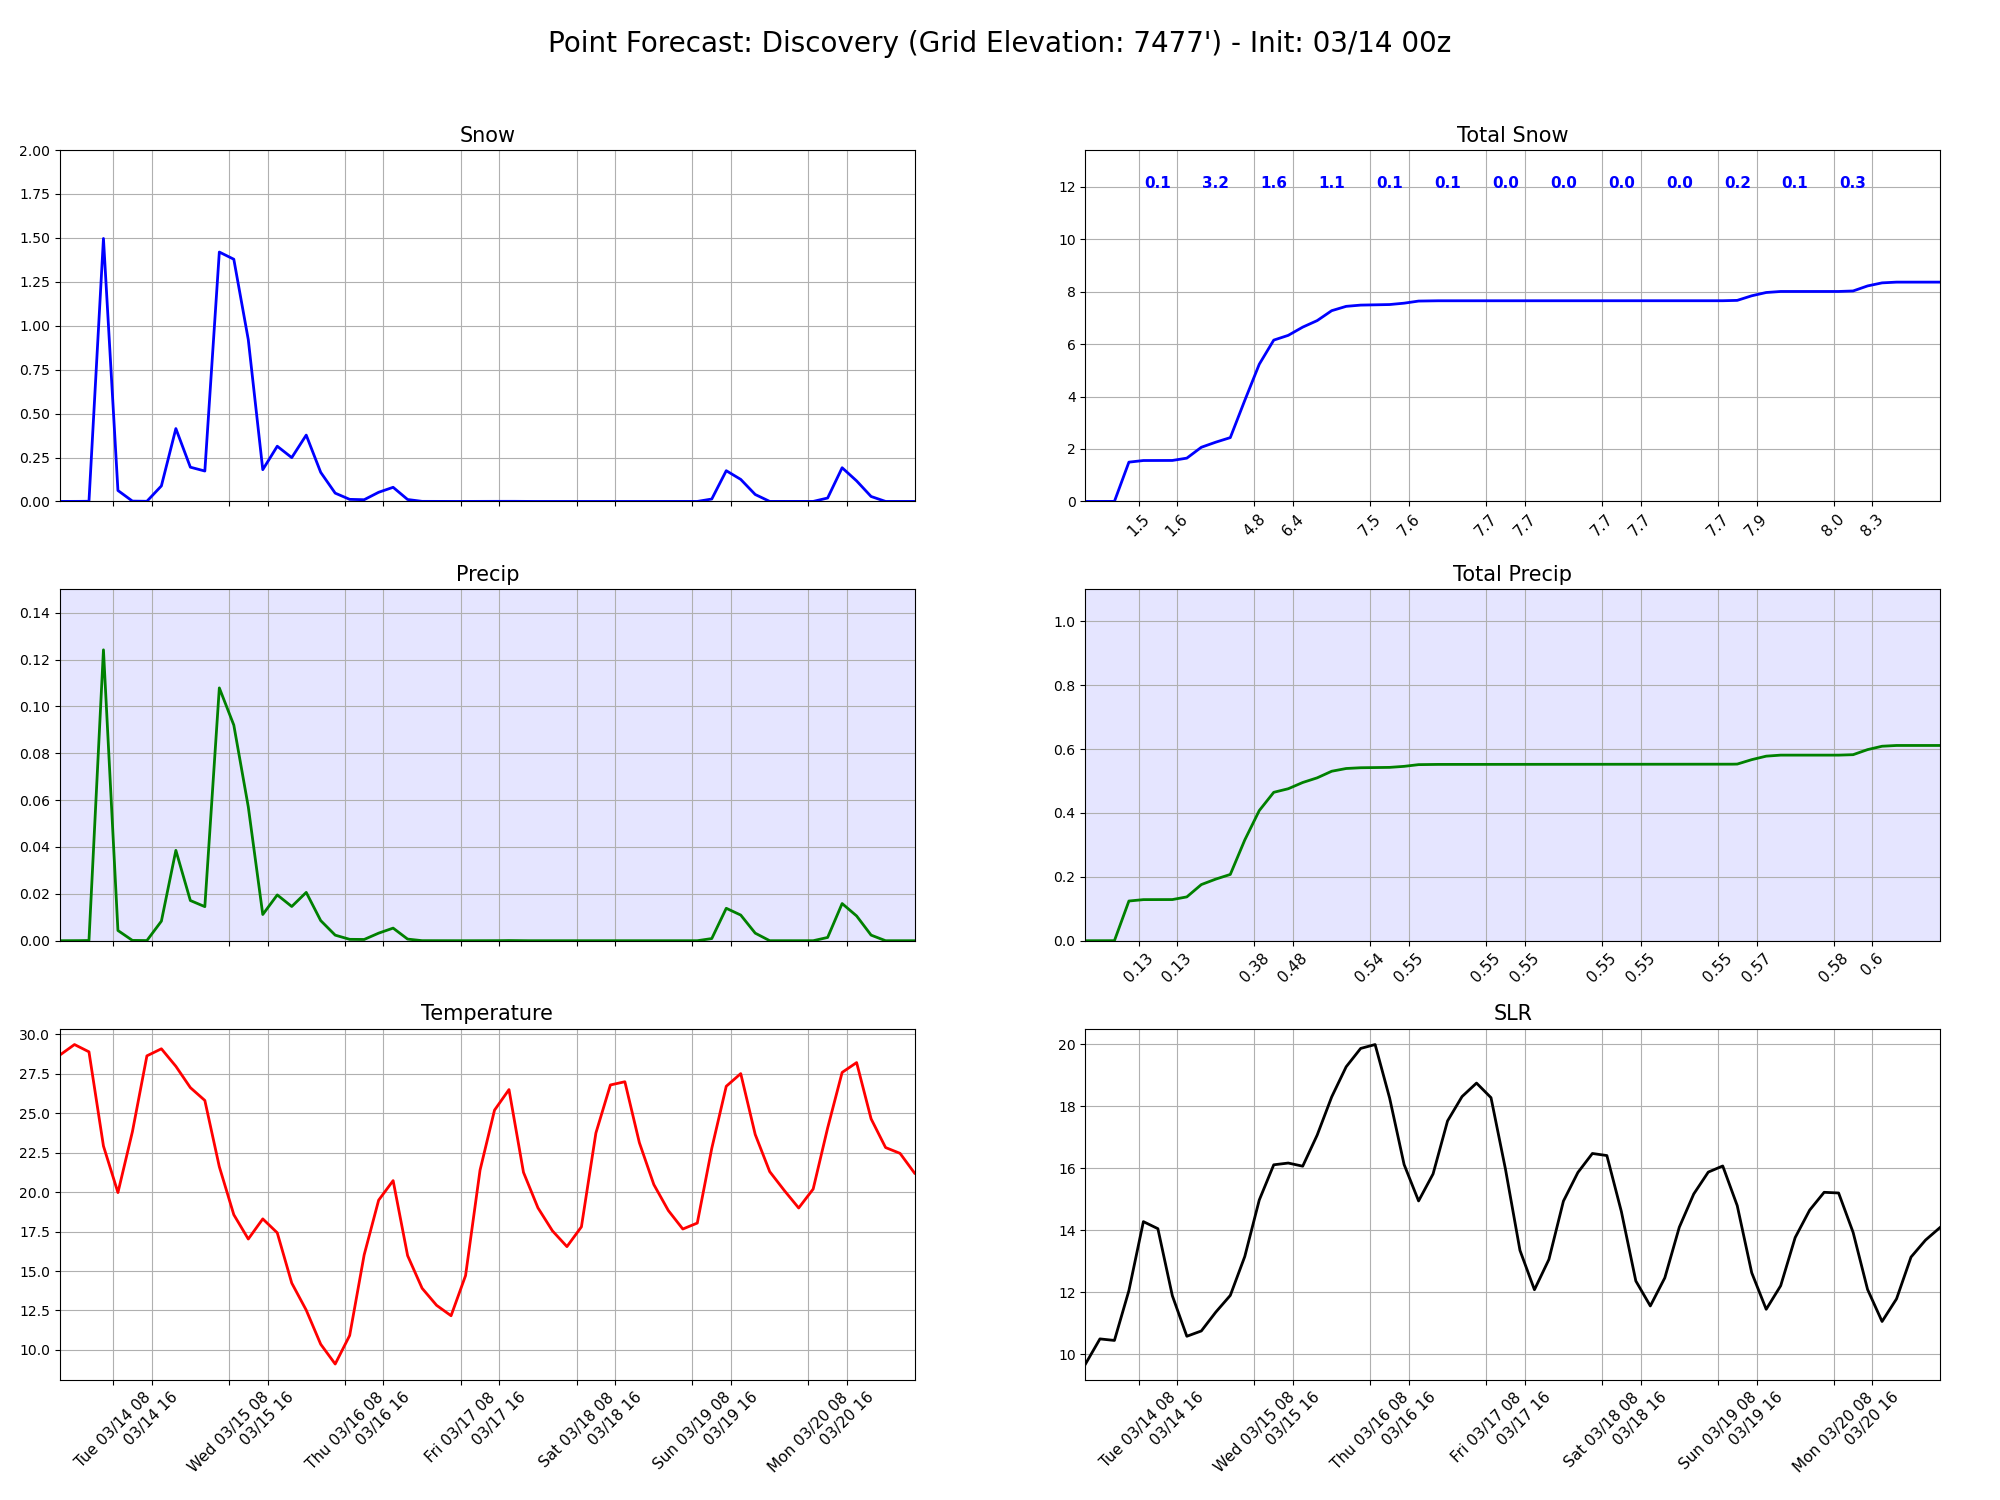 Point Forecast: Discovery (Grid Elevation: 7477') - Init: 03/14 00z
Snow
2.00
1.75
1.50
1.25
1.00
0.75
0.50
0.25
0.00
Total Snow
0.1 3.2 1.6 1.1 0.1 0.1 0.0 0.0 0.0 0.0 0.2 0.1 0.3
12
10
8
6
4
2
0
1.5 1.6 4.8 6.4 7.5 7.6 7.7 7.7 7.7 7.7 7.7 7.9 8.0 8.3
Precip
0.14
0.12
0.10
0.08
0.06
0.04
0.02
0.00
Total Precip
1.0
0.8
0.6
0.4
0.2
0.0
0.13 0.13 0.38 0.48 0.54 0.55 0.55 0.55 0.55 0.55 0.55 0.57 0.58 0.6
Temperature
30.0
27.5
25.0
22.5
20.0
17.5
15.0
12.5
10.0
Tue 03/14 08
03/14 16
Wed 03/15 08
03/15 16
Thu 03/16 08
03/16 16
Fri 03/17 08
03/17 16
Sat 03/18 08
03/18 16
Sun 03/19 08
03/19 16
Mon 03/20 08
03/20 16
SLR
20
18
16
14
12
10
Tue 03/14 08
03/14 16
Wed 03/15 08
03/15 16
Thu 03/16 08
03/16 16
Fri 03/17 08
03/17 16
Sat 03/18 08
03/18 16
Sun 03/19 08
03/19 16
Mon 03/20 08
03/20 16